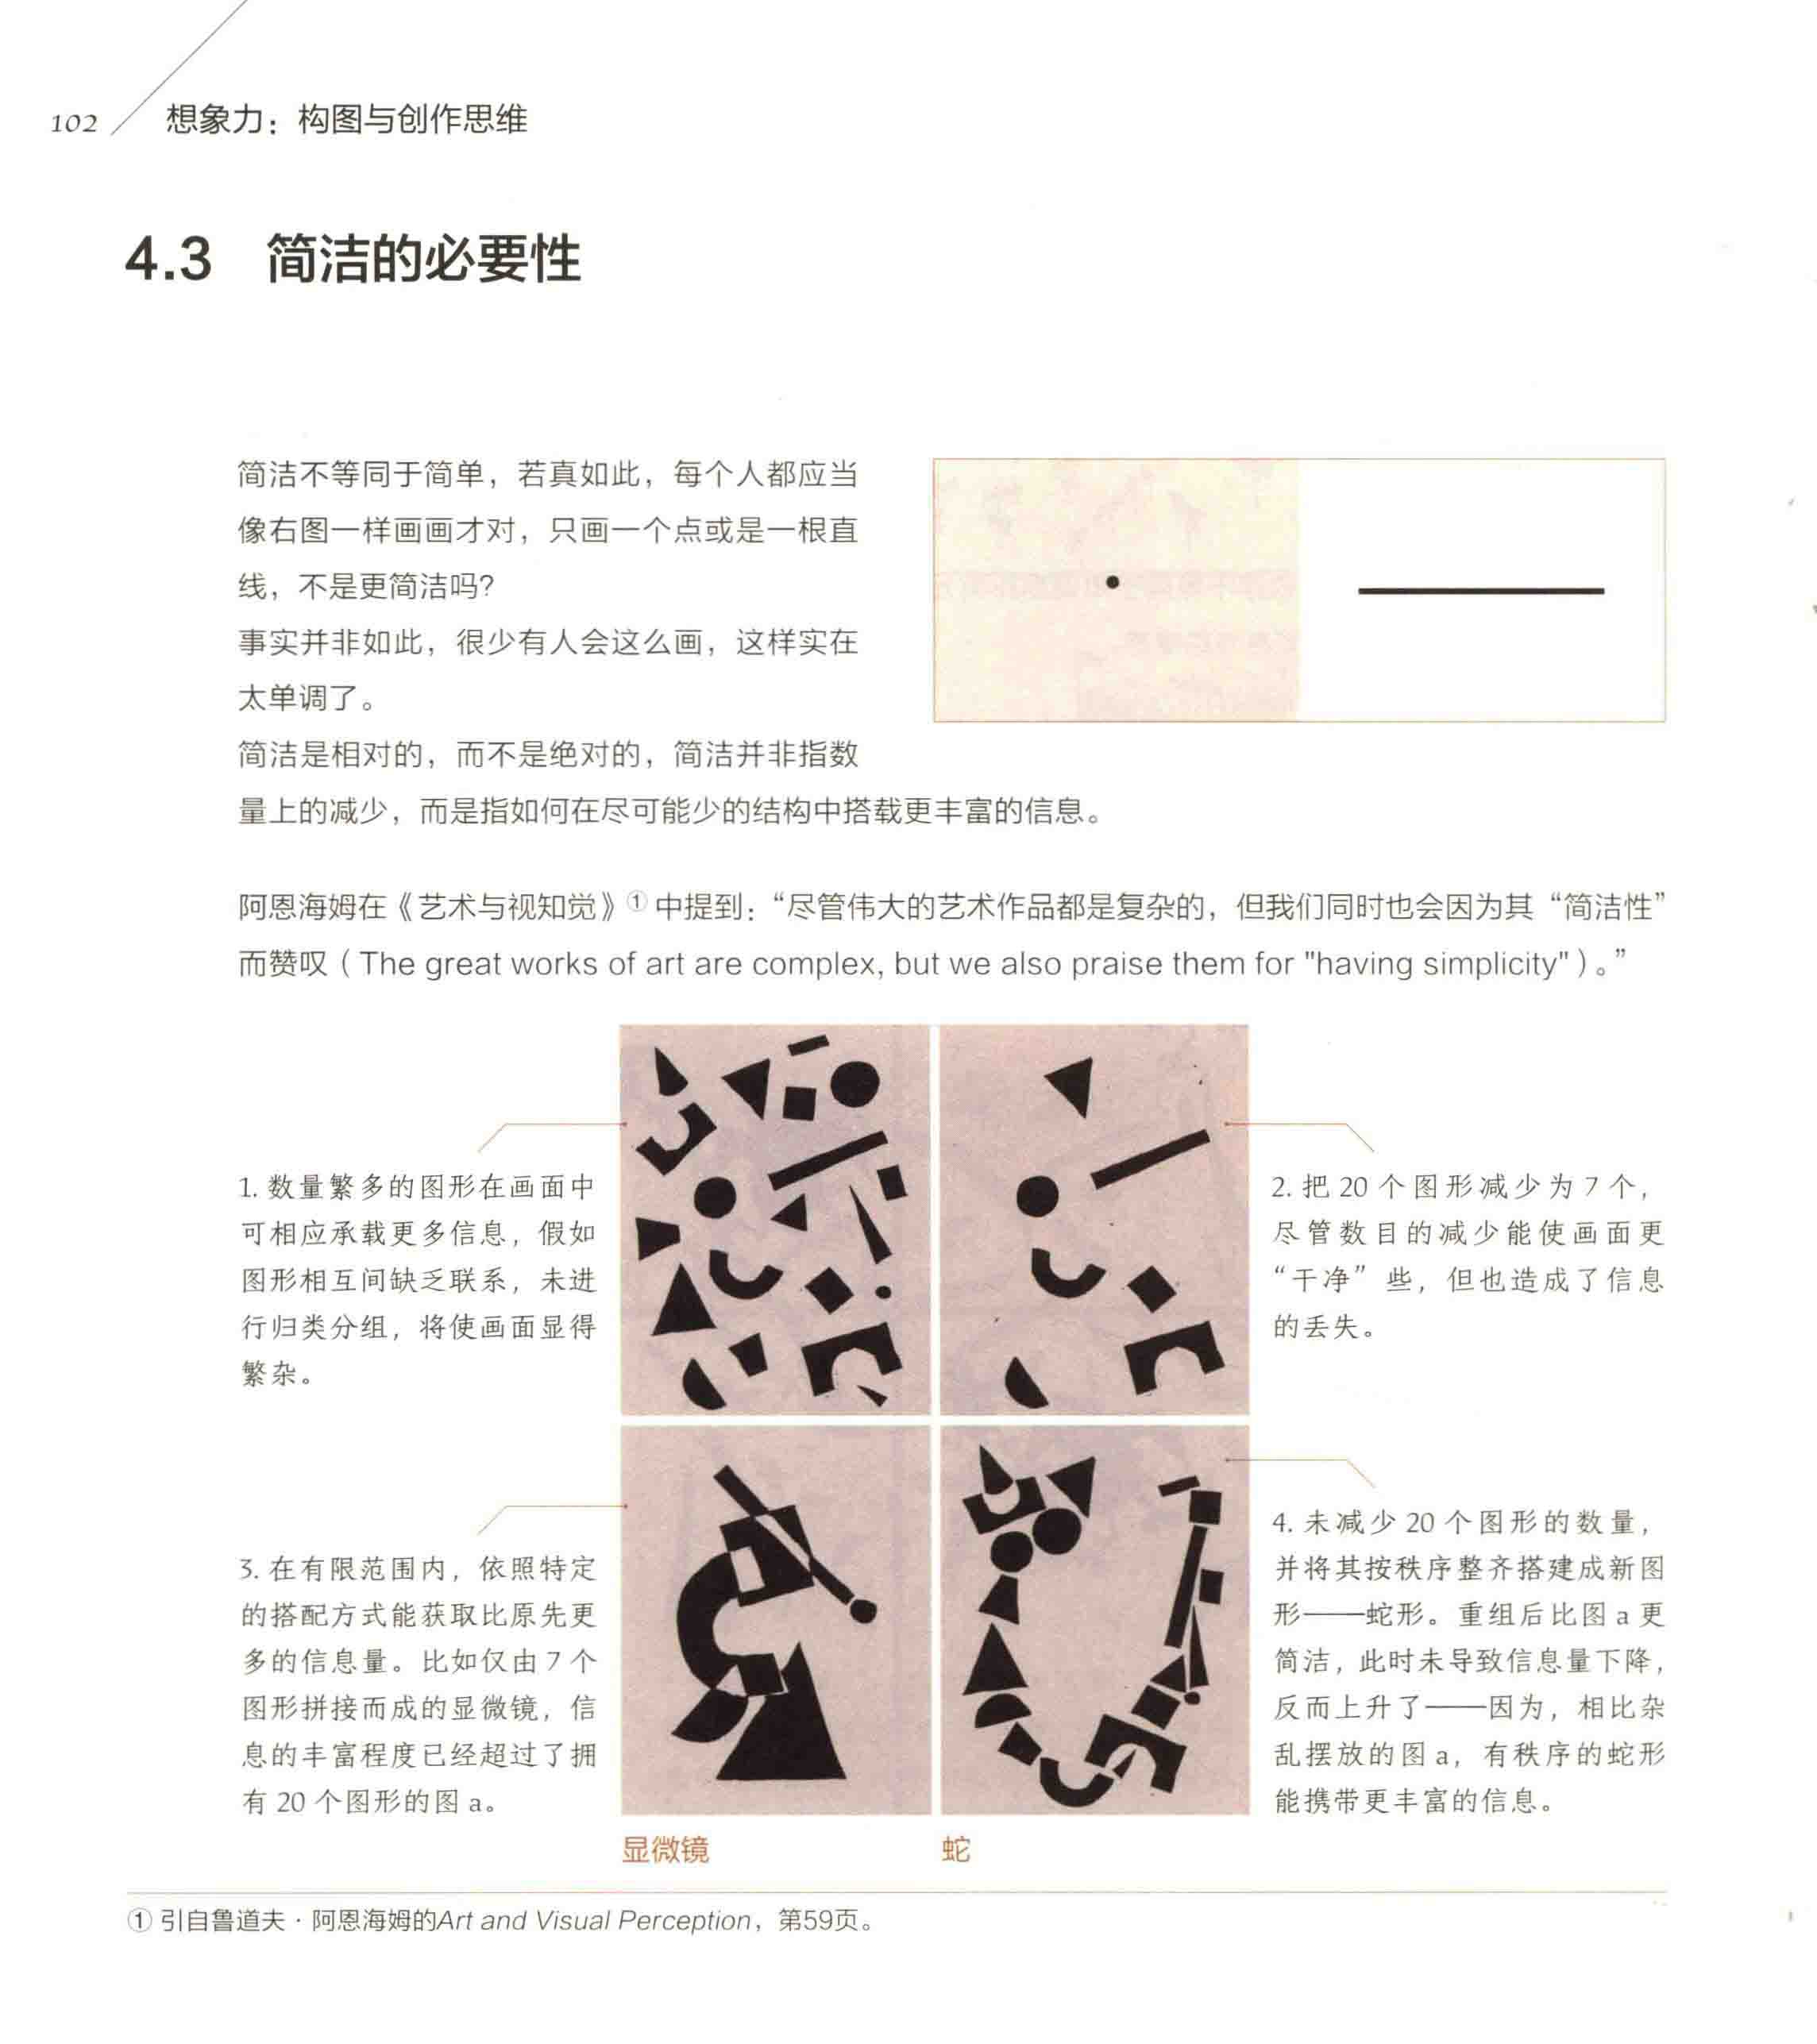 102
想象力：构图与创作思维
4.3 简洁的必要性
简洁不等同于简单，若真如此，每个人都应当
像右图一样画画才对，只画一个点或是一根直
线，不是更简洁吗？
事实并非如此，很少有人会这么画，这样实在
太单调了。
简洁是相对的，而不是绝对的，简洁并非指数
量上的减少，而是指如何在尽可能少的结构中搭载更丰富的信息。
阿恩海姆在《艺术与视知觉》①中提到：“尽管伟大的艺术作品都是复杂的，但我们同时也会因为其“简洁性”
而赞叹（The great works of art are complex, but we also praise them for "having simplicity"）。”
1. 数量繁多的图形在画面中
可相应承载更多信息，假如
图形相互间缺乏联系，未进
行归类分组，将使画面显得
繁杂。
2. 把 20 个图形减少为 7 个，
尽管数目的减少能使画面更
“干净”些，但也造成了信息
的丢失。
3. 在有限范围内，依照特定
的搭配方式能获取比原先更
多的信息量。比如仅由 7 个
图形拼接而成的显微镜，信
息的丰富程度已经超过了拥
有 20 个图形的图 a。
4. 未减少 20 个图形的数量，
并将其按秩序整齐搭建成新图
形——蛇形。重组后比图 a 更
简洁，此时未导致信息量下降，
反而上升了——因为，相比杂
乱摆放的图 a，有秩序的蛇形
能携带更丰富的信息。
显微镜
蛇
① 引自鲁道夫·阿恩海姆的Art and Visual Perception，第59页。